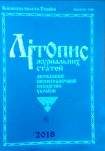 Літопис
журнальних
статей
ДЕРЖАВНИЙ
БІБЛІОГРАФІЧНИЙ
ПОКАЖЧИК
УКРАЇНИ
2018